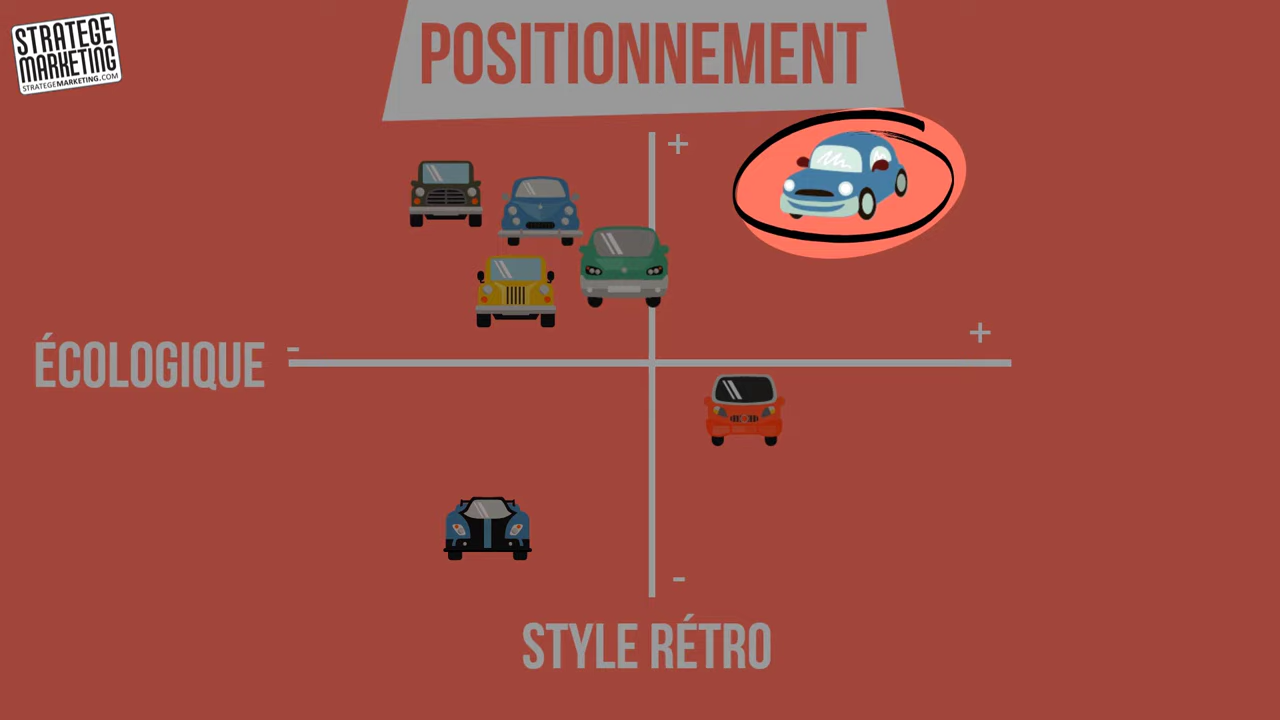 STRATEGE
MARKETING
STRATEGEMARKETING.COM
POSITIONNEMENT
+
+
ÉCOLOGIQUE -
-
STYLE RÉTRO